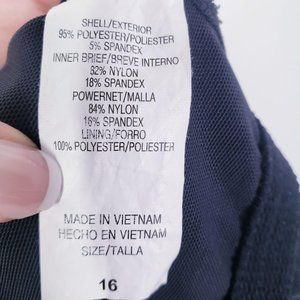 SHELL/EXTERIOR
95% POLYESTER/POLIESTER
5% SPANDEX
INNER BRIEF/BREVE INTERNO
82% NYLON
18% SPANDEX
POWERNET/MALLA
84% NYLON
16% SPANDEX
LINING/FORRO
100% POLYESTER/POLIESTER
MADE IN VIETNAM
HECHO EN VIETNAM
SIZE/TALLA
16